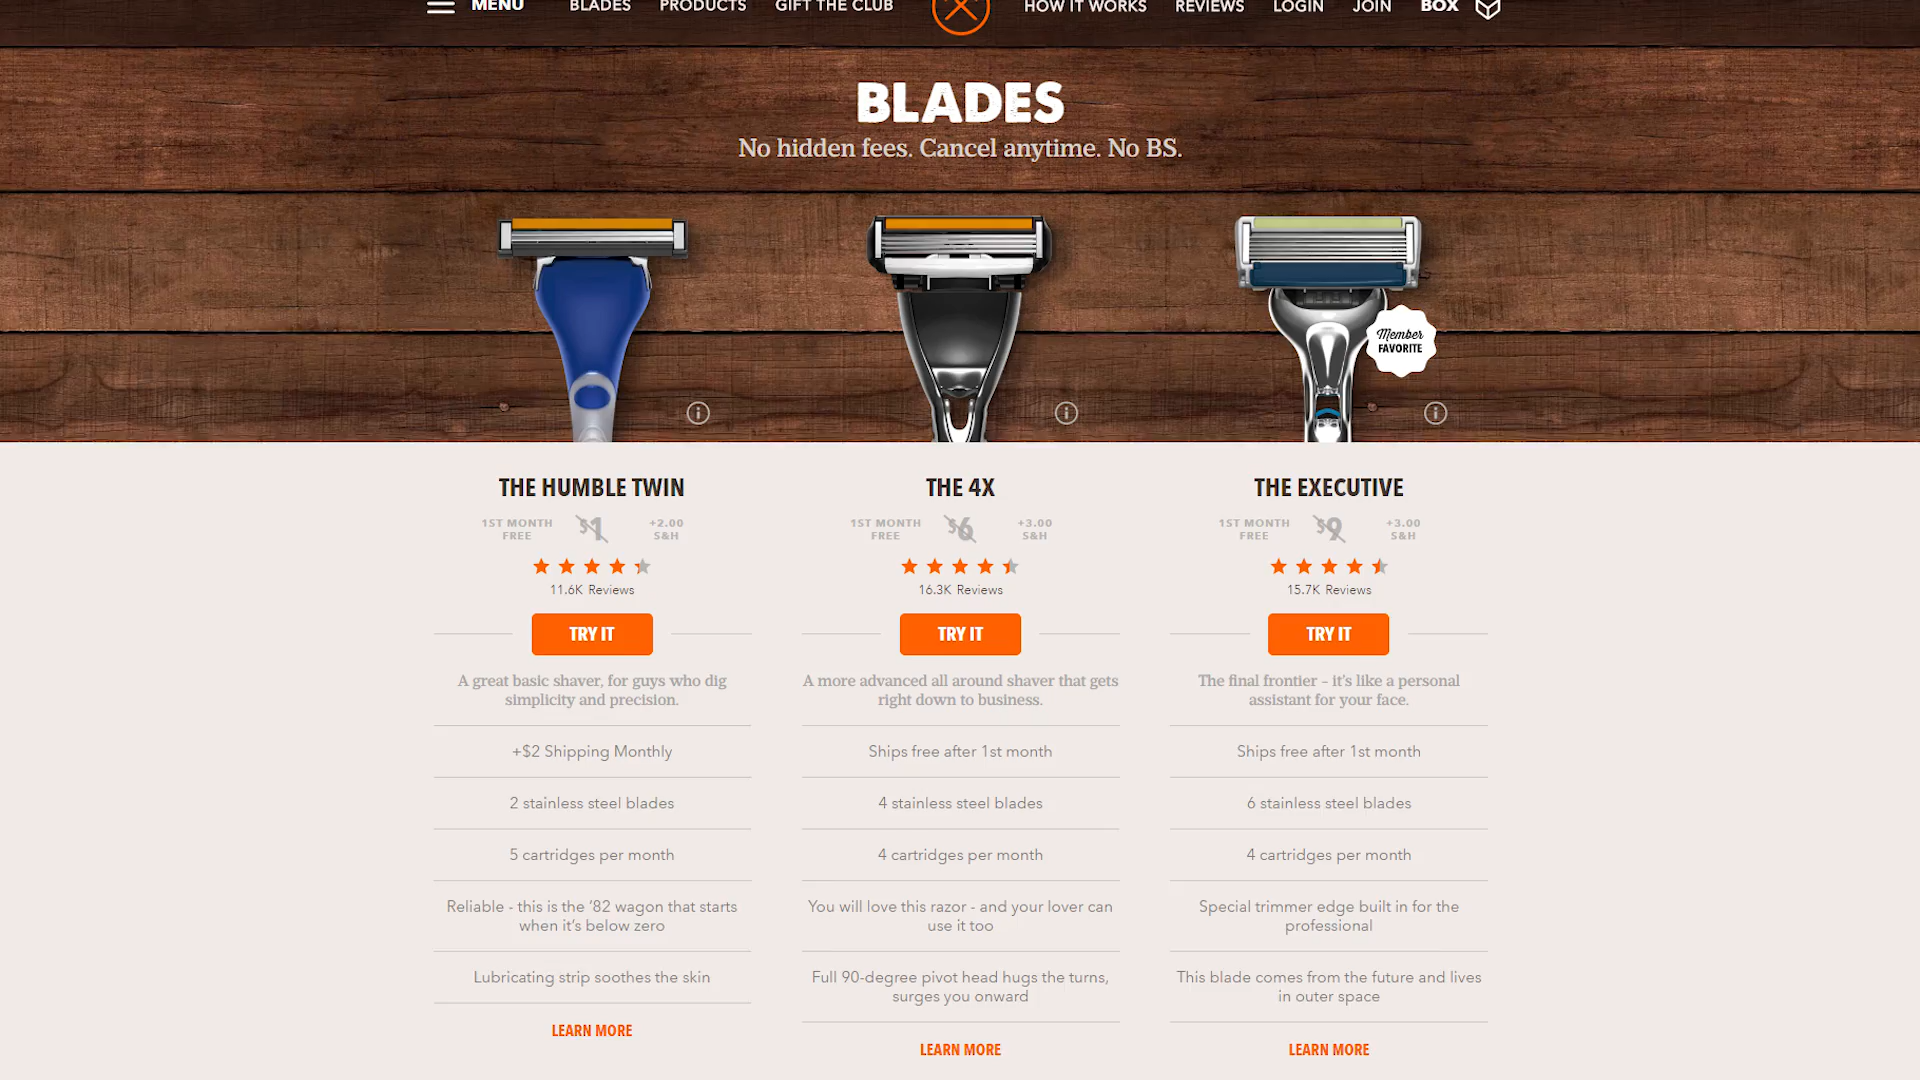 MENU
BLADES
PRODUCTS
GIFT THE CLUB
HOW IT WORKS
REVIEWS
LOGIN
JOIN
BOX
BLADES
No hidden fees. Cancel anytime. No BS.
Member
FAVORITE
THE HUMBLE TWIN
1ST MONTH
FREE
$1
+2.00
S&H
11.6K Reviews
TRY IT
A great basic shaver, for guys who dig
simplicity and precision.
+$2 Shipping Monthly
2 stainless steel blades
5 cartridges per month
Reliable - this is the '82 wagon that starts
when it's below zero
Lubricating strip soothes the skin
LEARN MORE
THE 4X
1ST MONTH
FREE
$6
+3.00
S&H
16.3K Reviews
TRY IT
A more advanced all around shaver that gets
right down to business.
Ships free after 1st month
4 stainless steel blades
4 cartridges per month
You will love this razor - and your lover can
use it too
Full 90-degree pivot head hugs the turns,
surges you onward
LEARN MORE
THE EXECUTIVE
1ST MONTH
FREE
$9
+3.00
S&H
15.7K Reviews
TRY IT
The final frontier – it's like a personal
assistant for your face.
Ships free after 1st month
6 stainless steel blades
4 cartridges per month
Special trimmer edge built in for the
professional
This blade comes from the future and lives
in outer space
LEARN MORE